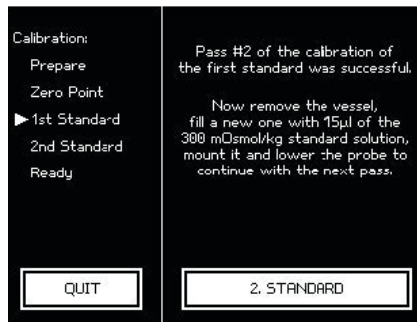 Calibration:
Prepare
Zero Point
1st Standard
2nd Standard
Ready
QUIT
Pass #2 of the calibration of
the first standard was successful.
Now remove the vessel,
fill a new one with 15µl of the
300 mOsmol/kg standard solution,
mount it and lower the probe to
continue with the next pass.
2. STANDARD